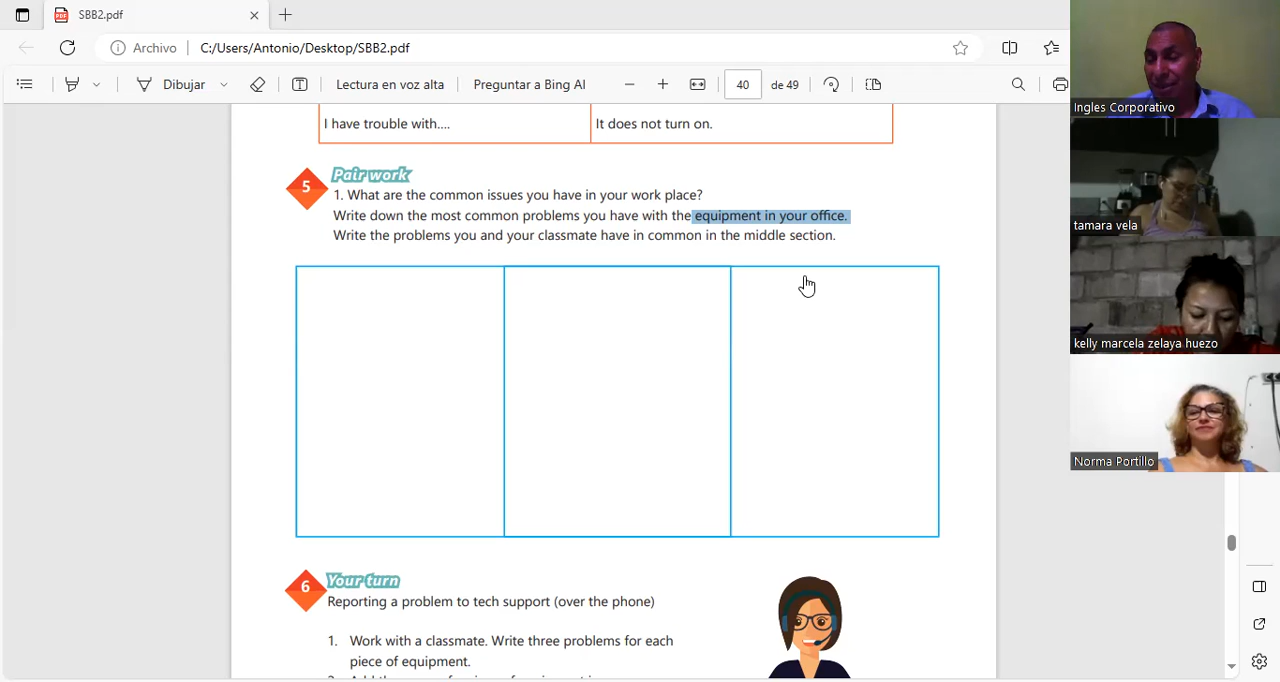 SBB2.pdf
Archivo
C:/Users/Antonio/Desktop/SBB2.pdf
Dibujar
Lectura en voz alta
Preguntar a Bing AI
40
de 49
I have trouble with....
It does not turn on.
5
Pair work
1. What are the common issues you have in your work place?
Write down the most common problems you have with the equipment in your office.
Write the problems you and your classmate have in common in the middle section.
6
Your turn
Reporting a problem to tech support (over the phone)
1. Work with a classmate. Write three problems for each
piece of equipment.
Ingles Corporativo
tamara vela
kelly marcela zelaya huezo
Norma Portillo